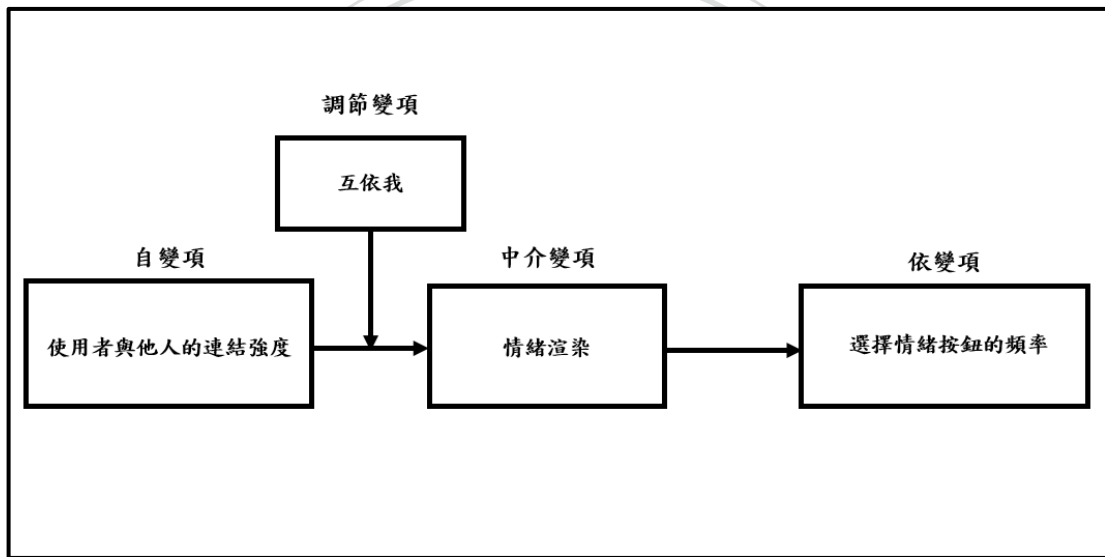 調節變項
互依我
自變項
中介變項
依變項
使用者與他人的連結強度
情緒渲染
選擇情緒按鈕的頻率